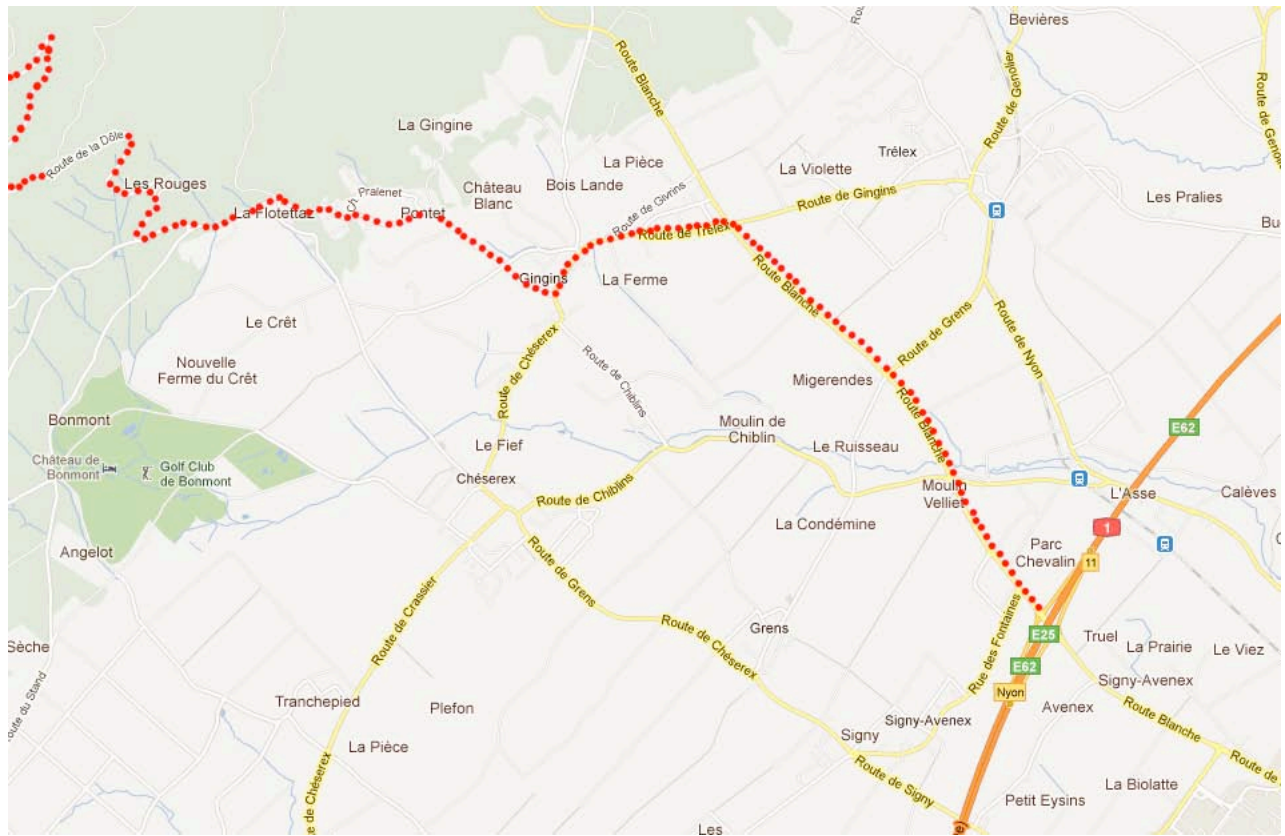 Bevières
Route Blanche
Route de Genolier
Route de Genolier
La Gingine
Route de la Dôle
Trélex
La Pièce
La Violette
Les Rouges
Château
Blanc
Bois Lande
Ch. Pralenet
Les Pralies
Route de Gingins
La Flotettaz
Pontet
Route de Givrins
Route de Trélex
Gingins
La Ferme
Route Blanche
Le Crêt
Route de Grens
Route de Nyon
Nouvelle
Ferme du Crêt
Route de Chéserex
Route de Chiblins
Migerendes
Bonmont
Moulin de
Chiblin
Route Blanche
E62
Le Fief
Le Ruisseau
Château de
Bonmont
Golf Club
de Bonmont
Chéserex
Moulin
Velliet
L'Asse
Calèves
Route de Chiblins
La Condémine
1
Angelot
Parc
Chevalin
11
Route de Grens
Route de Crassier
Rue des Fontaines
Grens
E25
Truel
Sèche
Route de Chéserex
La Prairie
Le Viez
E62
Route du Stand
Nyon
Signy-Avenex
Tranchepied
Plefon
Avenex
Signy-Avenex
Route Blanche
Signy
La Pièce
Route de Chéserex
Route de Signy
La Biolatte
Petit Eysins
Les